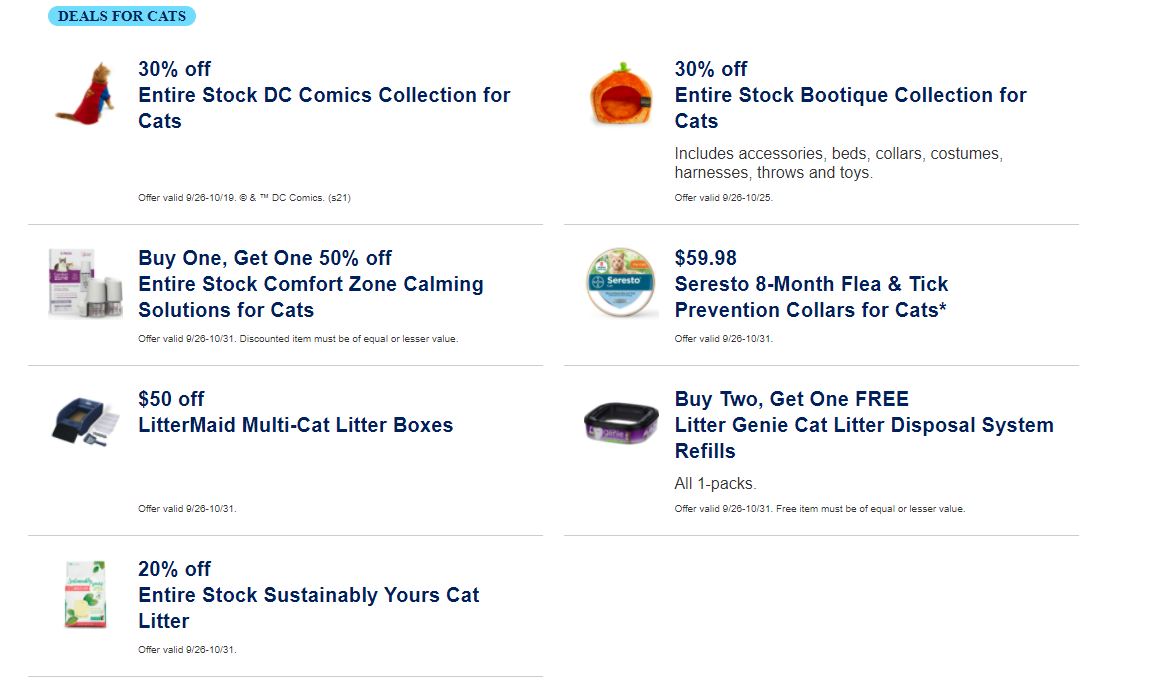 DEALS FOR CATS
30% off
Entire Stock DC Comics Collection for
Cats
Offer valid 9/26-10/19. © & ™ DC Comics. (s21)
30% off
Entire Stock Bootique Collection for
Cats
Includes accessories, beds, collars, costumes,
harnesses, throws and toys.
Offer valid 9/26-10/25.
Buy One, Get One 50% off
Entire Stock Comfort Zone Calming
Solutions for Cats
Offer valid 9/26-10/31. Discounted item must be of equal or lesser value.
Seresto
$59.98
Seresto 8-Month Flea & Tick
Prevention Collars for Cats*
Offer valid 9/26-10/31.
$50 off
LitterMaid Multi-Cat Litter Boxes
Offer valid 9/26-10/31.
Buy Two, Get One FREE
Litter Genie Cat Litter Disposal System
Refills
All 1-packs.
Offer valid 9/26-10/31. Free item must be of equal or lesser value.
20% off
Entire Stock Sustainably Yours Cat
Litter
Offer valid 9/26-10/31.